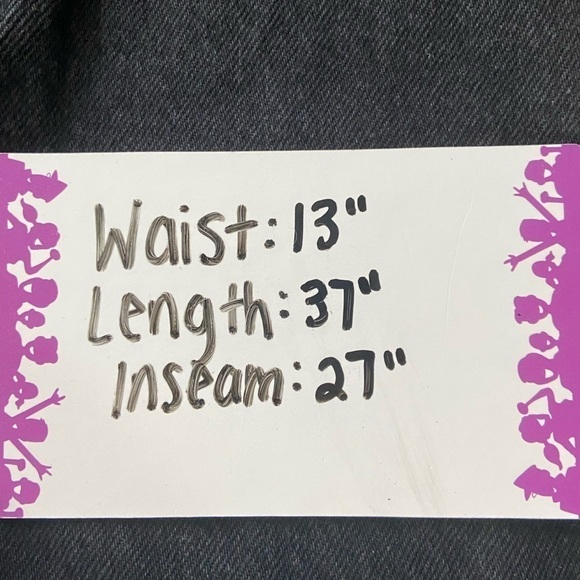 Waist: 13"
Length: 37"
Inseam: 27"